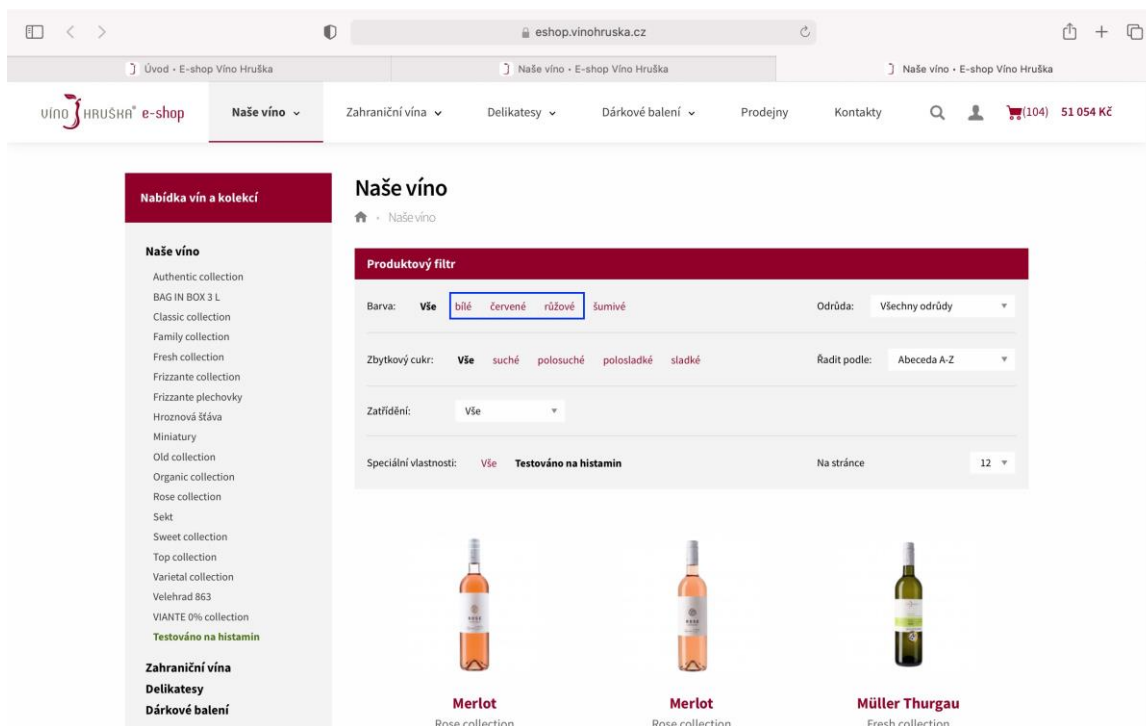 eshop.vinohruska.cz
Úvod • E-shop Víno Hruška
Naše víno • E-shop Víno Hruška
Naše víno • E-shop Víno Hruška
víno HRUŠKA® e-shop
Naše víno
Zahraniční vína
Delikatesy
Dárkové balení
Prodejny
Kontakty
(104) 51 054 Kč
Nabídka vín a kolekcí
Naše víno
Authentic collection
BAG IN BOX 3 L
Classic collection
Family collection
Fresh collection
Frizzante collection
Frizzante plechovky
Hroznová šťáva
Miniatury
Old collection
Organic collection
Rose collection
Sekt
Sweet collection
Top collection
Varietal collection
Velehrad 863
VIANTE 0% collection
Testováno na histamin
Zahraniční vína
Delikatesy
Dárkové balení
Naše víno
• Naše víno
Produktový filtr
Barva: Vše bílé červené růžové šumivé Odrůda: Všechny odrůdy
Zbytkový cukr: Vše suché polosuché polosladké sladké Řadit podle: Abeceda A-Z
Zatřídění: Vše
Speciální vlastnosti: Vše Testováno na histamin Na stránce 12
Merlot
Rose collection
Merlot
Rose collection
Müller Thurgau
Fresh collection